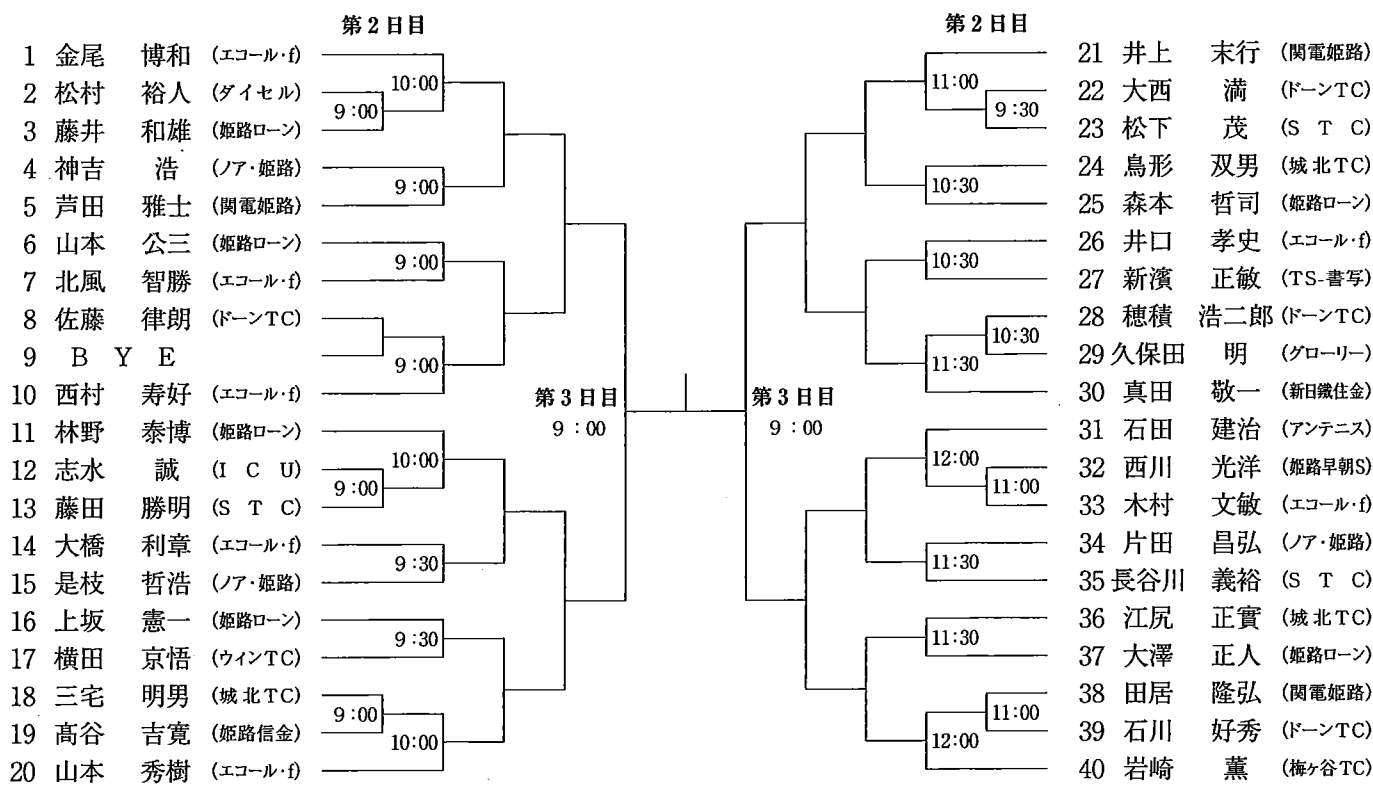 第2日目
1 金尾 博和 (エコール・f)
10:00
2 松村 裕人 (ダイセル)
9:00
3 藤井 和雄 (姫路ローン)
4 神吉 浩 (ノア・姫路)
9:00
5 芦田 雅士 (関電姫路)
6 山本 公三 (姫路ローン)
9:00
7 北風 智勝 (エコール・f)
8 佐藤 律朗 (ドーンTC)
9 B Y E
9:00
10 西村 寿好 (エコール・f)
第3日目
9:00
11 林野 泰博 (姫路ローン)
10:00
12 志水 誠 (I C U)
9:00
13 藤田 勝明 (S T C)
14 大橋 利章 (エコール・f)
9:30
15 是枝 哲浩 (ノア・姫路)
16 上坂 憲一 (姫路ローン)
9:30
17 横田 京悟 (ウィンTC)
18 三宅 明男 (城北TC)
9:00
19 髙谷 吉寛 (姫路信金)
10:00
20 山本 秀樹 (エコール・f)
第2日目
21 井上 末行 (関電姫路)
11:00
22 大西 満 (ドーンTC)
9:30
23 松下 茂 (S T C)
24 鳥形 双男 (城北TC)
10:30
25 森本 哲司 (姫路ローン)
26 井口 孝史 (エコール・f)
10:30
27 新濱 正敏 (TS-書写)
28 穂積 浩二郎 (ドーンTC)
10:30
29 久保田 明 (グローリー)
11:30
30 真田 敬一 (新日鐵住金)
第3日目
9:00
31 石田 建治 (アンテニス)
12:00
32 西川 光洋 (姫路早朝S)
11:00
33 木村 文敏 (エコール・f)
34 片田 昌弘 (ノア・姫路)
11:30
35 長谷川 義裕 (S T C)
36 江尻 正實 (城北TC)
11:30
37 大澤 正人 (姫路ローン)
38 田居 隆弘 (関電姫路)
11:00
39 石川 好秀 (ドーンTC)
12:00
40 岩崎 薫 (梅ヶ谷TC)